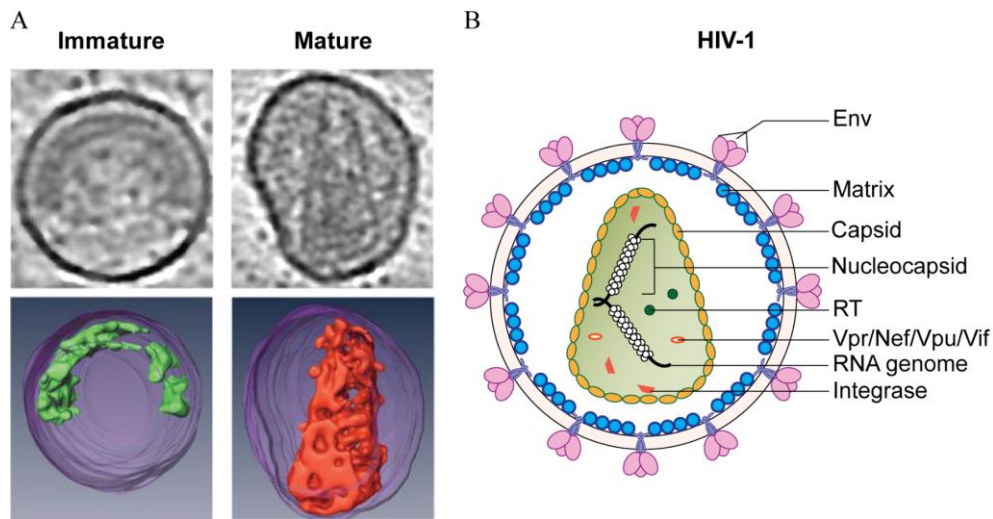 A
Immature
Mature
B
HIV-1
Env
Matrix
Capsid
Nucleocapsid
RT
Vpr/Nef/Vpu/Vif
RNA genome
Integrase